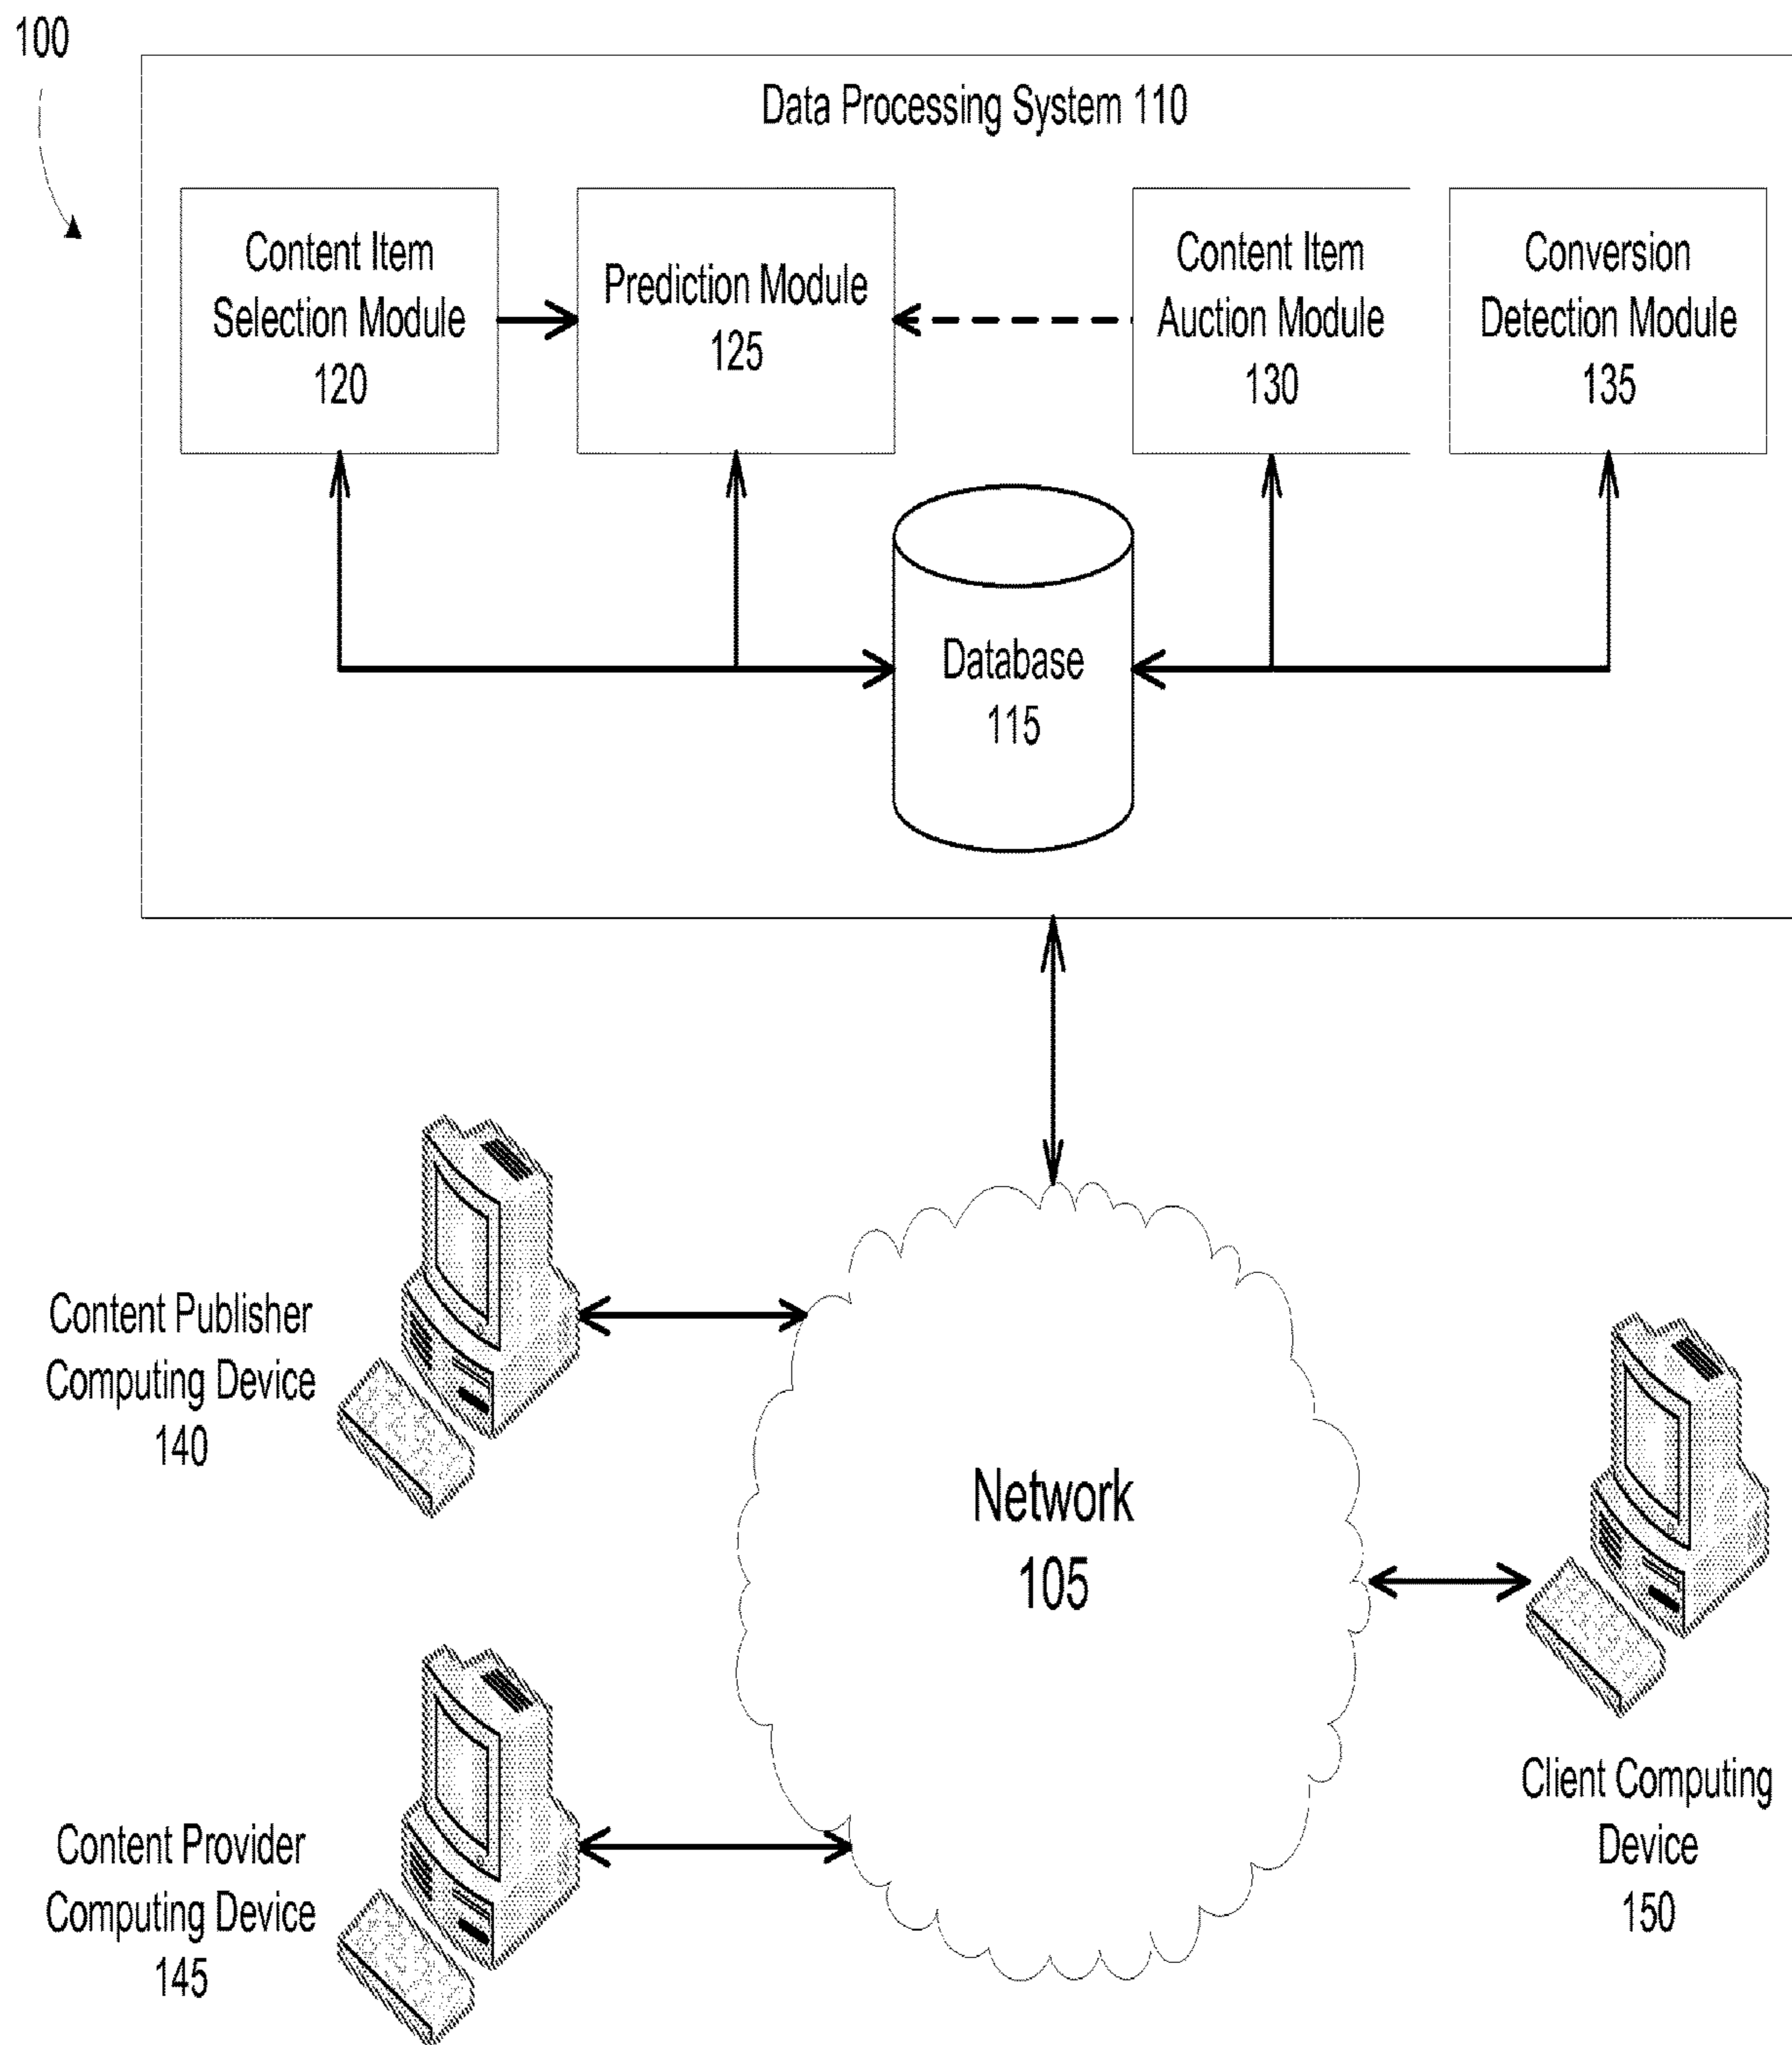 100
Data Processing System 110
Content Item
Selection Module
120
Prediction Module
125
Content Item
Auction Module
130
Conversion
Detection Module
135
Database
115
Content Publisher
Computing Device
140
Network
105
Content Provider
Computing Device
145
Client Computing
Device
150